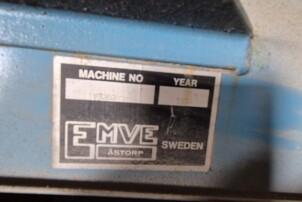 MACHINE NO YEAR
EMVE SWEDEN
ÅSTORP